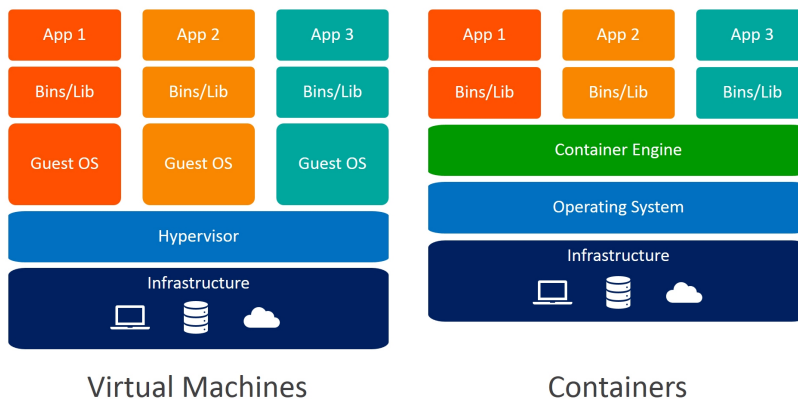 App 1
App 2
App 3
Bins/Lib
Bins/Lib
Bins/Lib
Guest OS
Guest OS
Guest OS
Hypervisor
Infrastructure
Virtual Machines
App 1
App 2
App 3
Bins/Lib
Bins/Lib
Bins/Lib
Container Engine
Operating System
Infrastructure
Containers